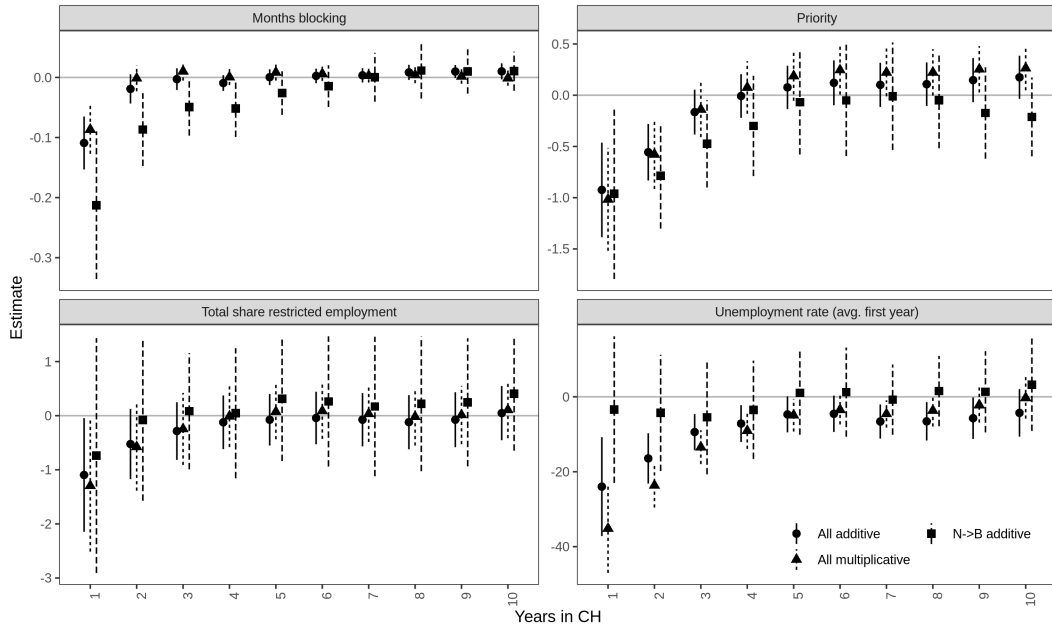 Months blocking
Priority
0.0
-0.1
-0.2
-0.3
0.5
0.0
-0.5
-1.0
-1.5
Estimate
Total share restricted employment
Unemployment rate (avg. first year)
1
0
-1
-2
-3
0
-20
-40
All additive
N->B additive
All multiplicative
1 2 3 4 5 6 7 8 9 10
1 2 3 4 5 6 7 8 9 10
Years in CH